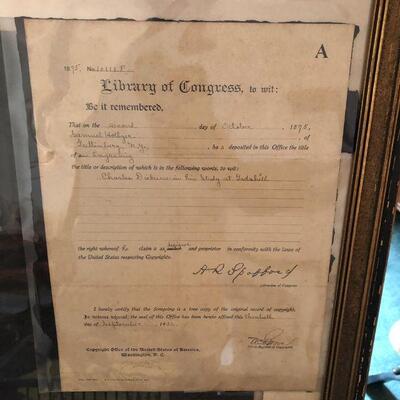 A
1875, No.
Library of Congress, to wit:
Be it remembered,
That on the second day of October, 1875,
Samuel Hollyer, of
Guttenberg, N.J. ha s deposited in this Office the title
of an Engraving
the title or description of which is in the following words, to wit:
Charles Dickens in his Study at Gadshill
the right whereof he claim s as designer and proprietor in conformity with the Laws of
the United States respecting Copyrights.
A R Spofford
Librarian of Congress
I hereby certify that the foregoing is a true copy of the original record of copyright.
In witness whereof, the seal of this Office has been hereto affixed this
day of September
Copyright Office of the United States of America,
Washington, D. C.